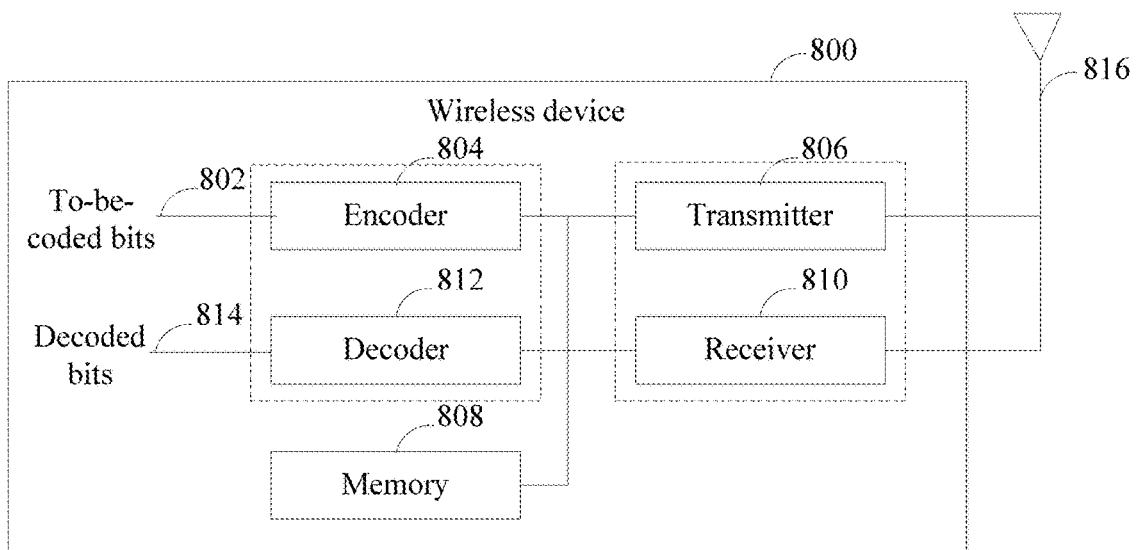 800
816
Wireless device
804
806
802
To-be-
coded bits
Encoder
Transmitter
812
810
814
Decoded
bits
Decoder
Receiver
808
Memory